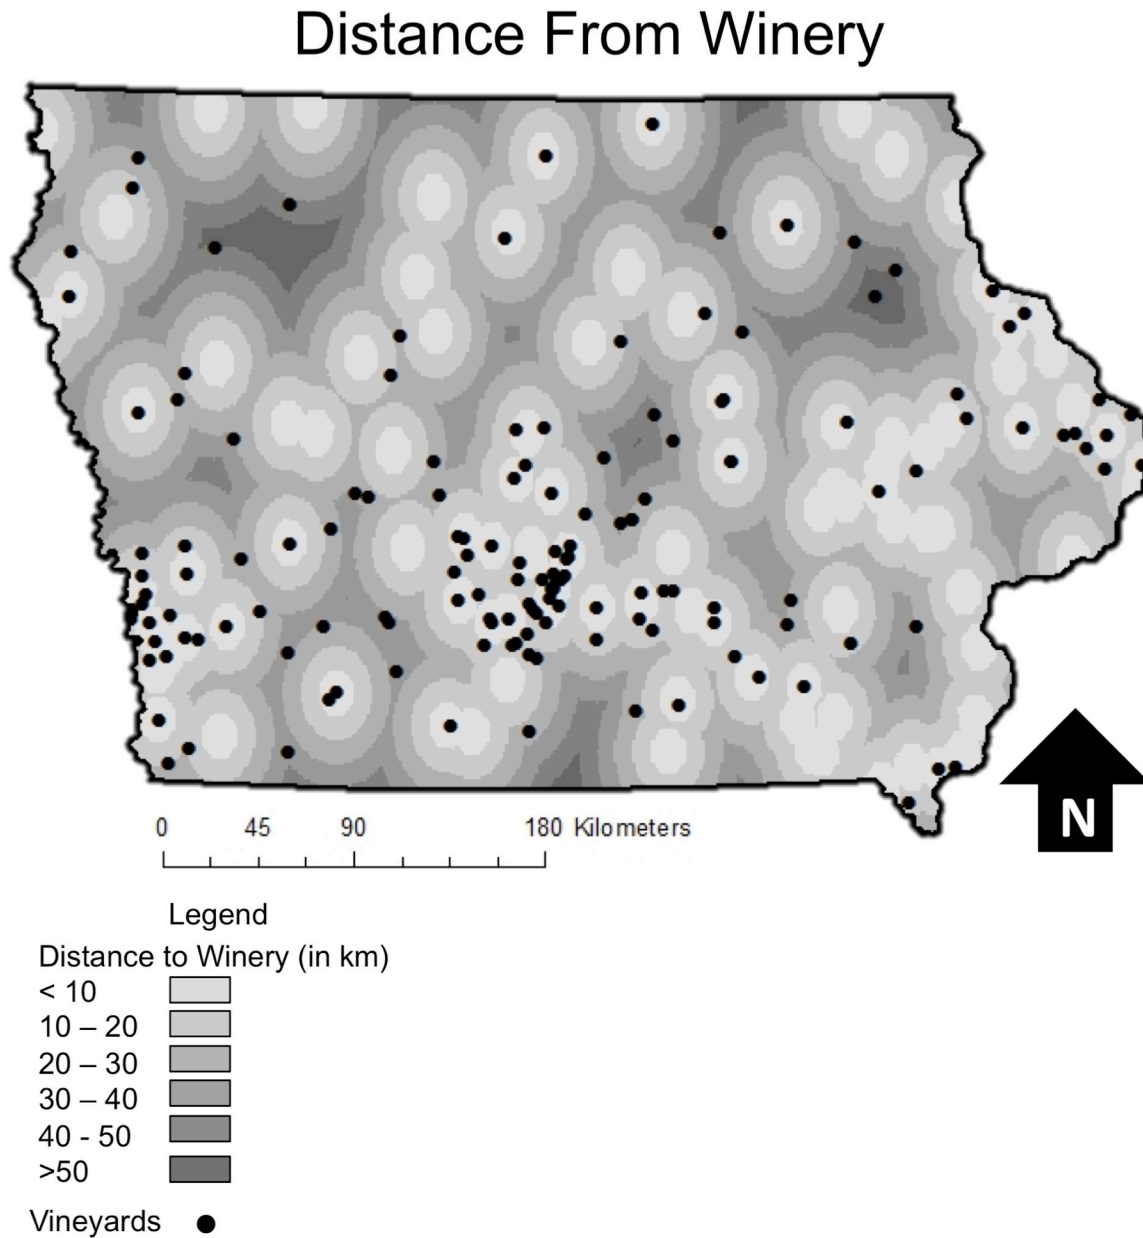 Distance From Winery
N
0 45 90 180 Kilometers
Legend
Distance to Winery (in km)
< 10
10 – 20
20 – 30
30 – 40
40 - 50
>50
Vineyards